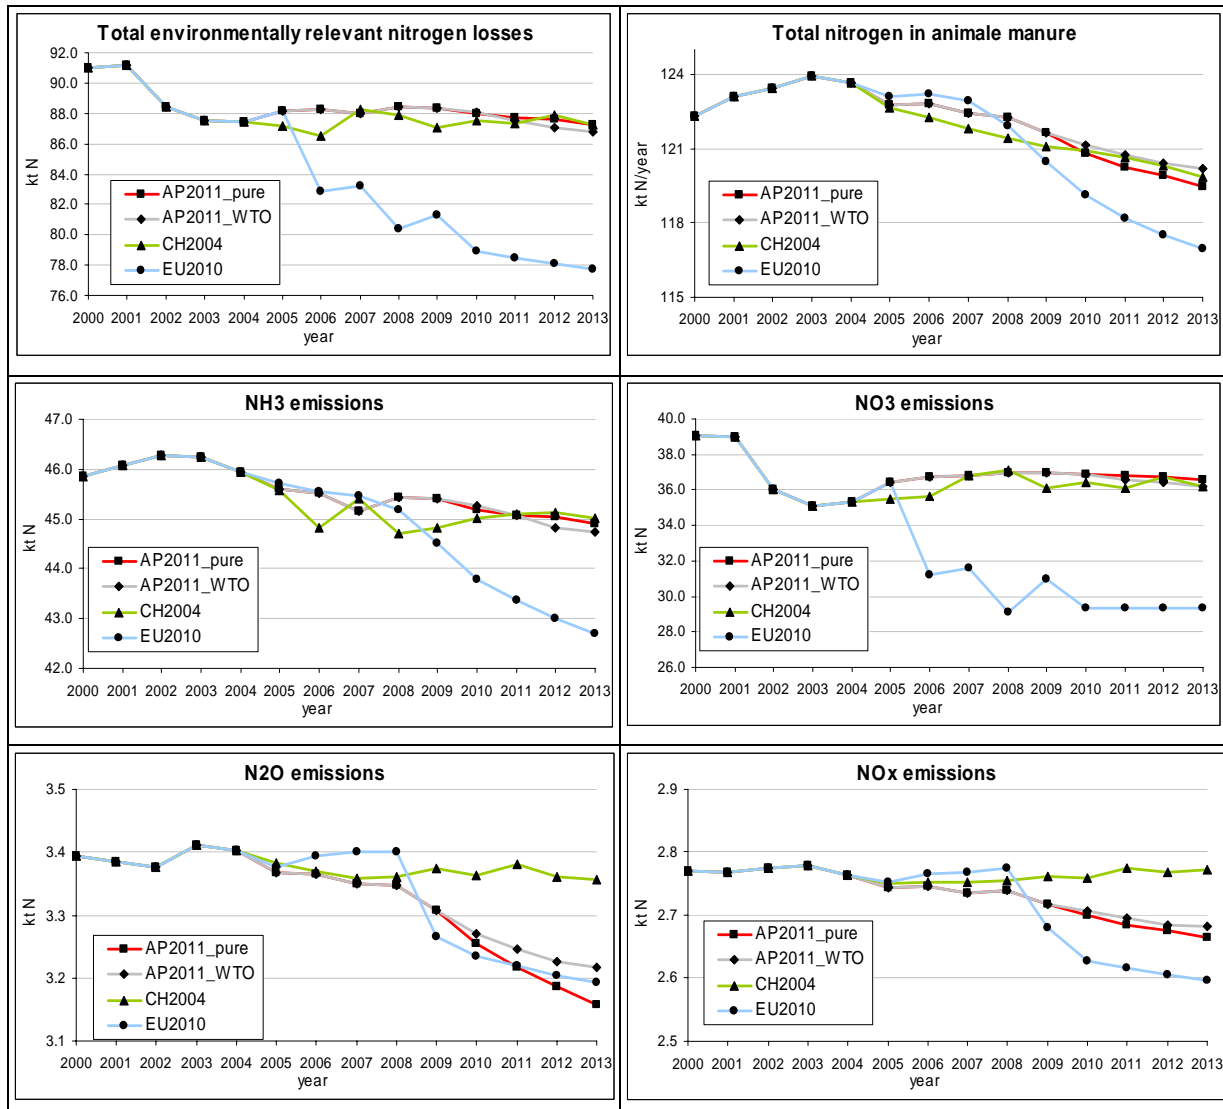 Total environmentally relevant nitrogen losses
92.0
90.0
88.0
86.0
84.0
82.0
80.0
78.0
76.0
kt N
AP2011_pure
AP2011_WTO
CH2004
EU2010
2000 2001 2002 2003 2004 2005 2006 2007 2008 2009 2010 2011 2012 2013
year
Total nitrogen in animale manure
124
121
118
115
kt N/year
AP2011_pure
AP2011_WTO
CH2004
EU2010
2000 2001 2002 2003 2004 2005 2006 2007 2008 2009 2010 2011 2012 2013
year
NH3 emissions
47.0
46.0
45.0
44.0
43.0
42.0
kt N
AP2011_pure
AP2011_WTO
CH2004
EU2010
2000 2001 2002 2003 2004 2005 2006 2007 2008 2009 2010 2011 2012 2013
year
NO3 emissions
40.0
38.0
36.0
34.0
32.0
30.0
28.0
26.0
kt N
AP2011_pure
AP2011_WTO
CH2004
EU2010
2000 2001 2002 2003 2004 2005 2006 2007 2008 2009 2010 2011 2012 2013
year
N2O emissions
3.5
3.4
3.3
3.2
3.1
kt N
AP2011_pure
AP2011_WTO
CH2004
EU2010
2000 2001 2002 2003 2004 2005 2006 2007 2008 2009 2010 2011 2012 2013
year
NOx emissions
2.9
2.8
2.7
2.6
2.5
kt N
AP2011_pure
AP2011_WTO
CH2004
EU2010
2000 2001 2002 2003 2004 2005 2006 2007 2008 2009 2010 2011 2012 2013
year